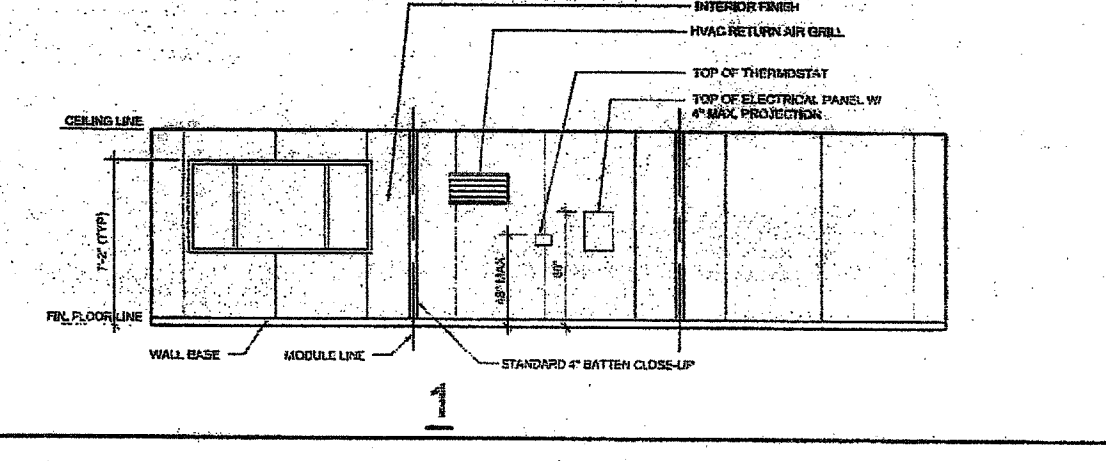 INTERIOR FINISH
HVAC RETURN AIR GRILL
TOP OF THERMOSTAT
TOP OF ELECTRICAL PANEL W/
4" MAX. PROJECTION
CEILING LINE
7'-2" (TYP)
48" MAX.
FIN. FLOOR LINE
WALL BASE
MODULE LINE
STANDARD 4" BATTEN CLOSE-UP
1